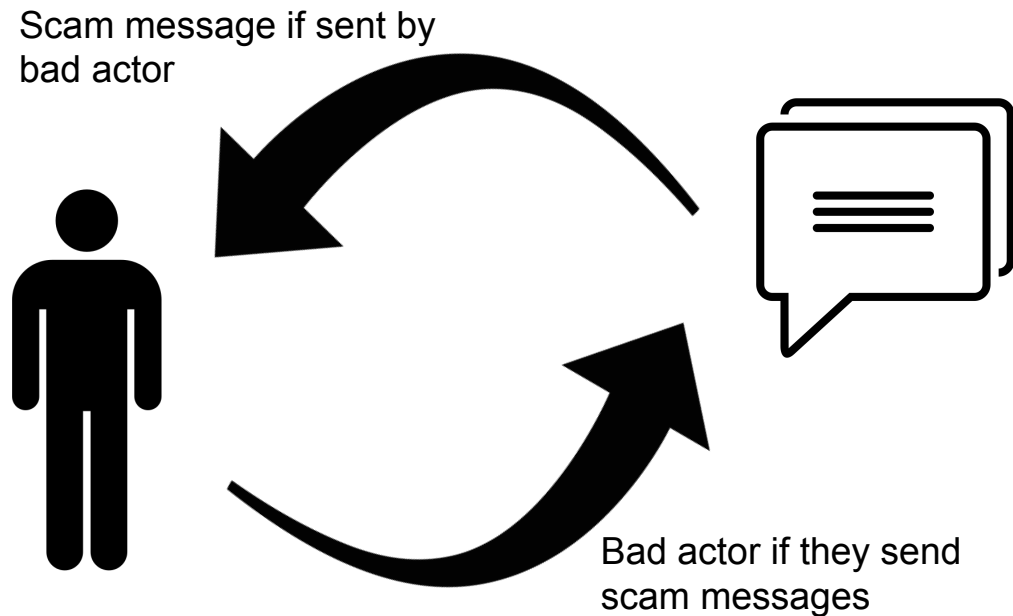 Scam message if sent by
bad actor
Bad actor if they send
scam messages